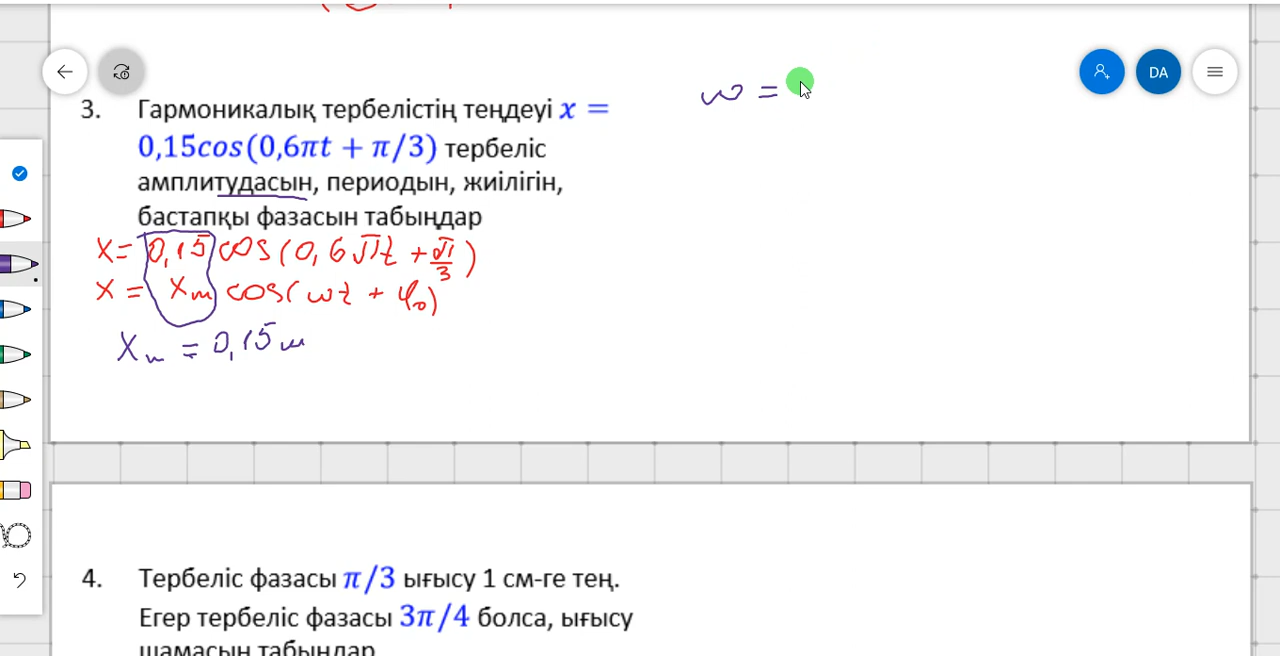 ω =
DA
3. Гармоникалық тербелістің теңдеуі x =
0,15cos(0,6πt + π/3) тербеліс
амплитудасын, периодын, жиілігін,
бастапқы фазасын табыңдар
x= 0,15 cos(0,6πt + π/3)
x= xm cos(ωt + φ0)
Xm = 0,15 м
4. Тербеліс фазасы π/3 ығысу 1 см-ге тең.
Егер тербеліс фазасы 3π/4 болса, ығысу
шамасын табыңдар